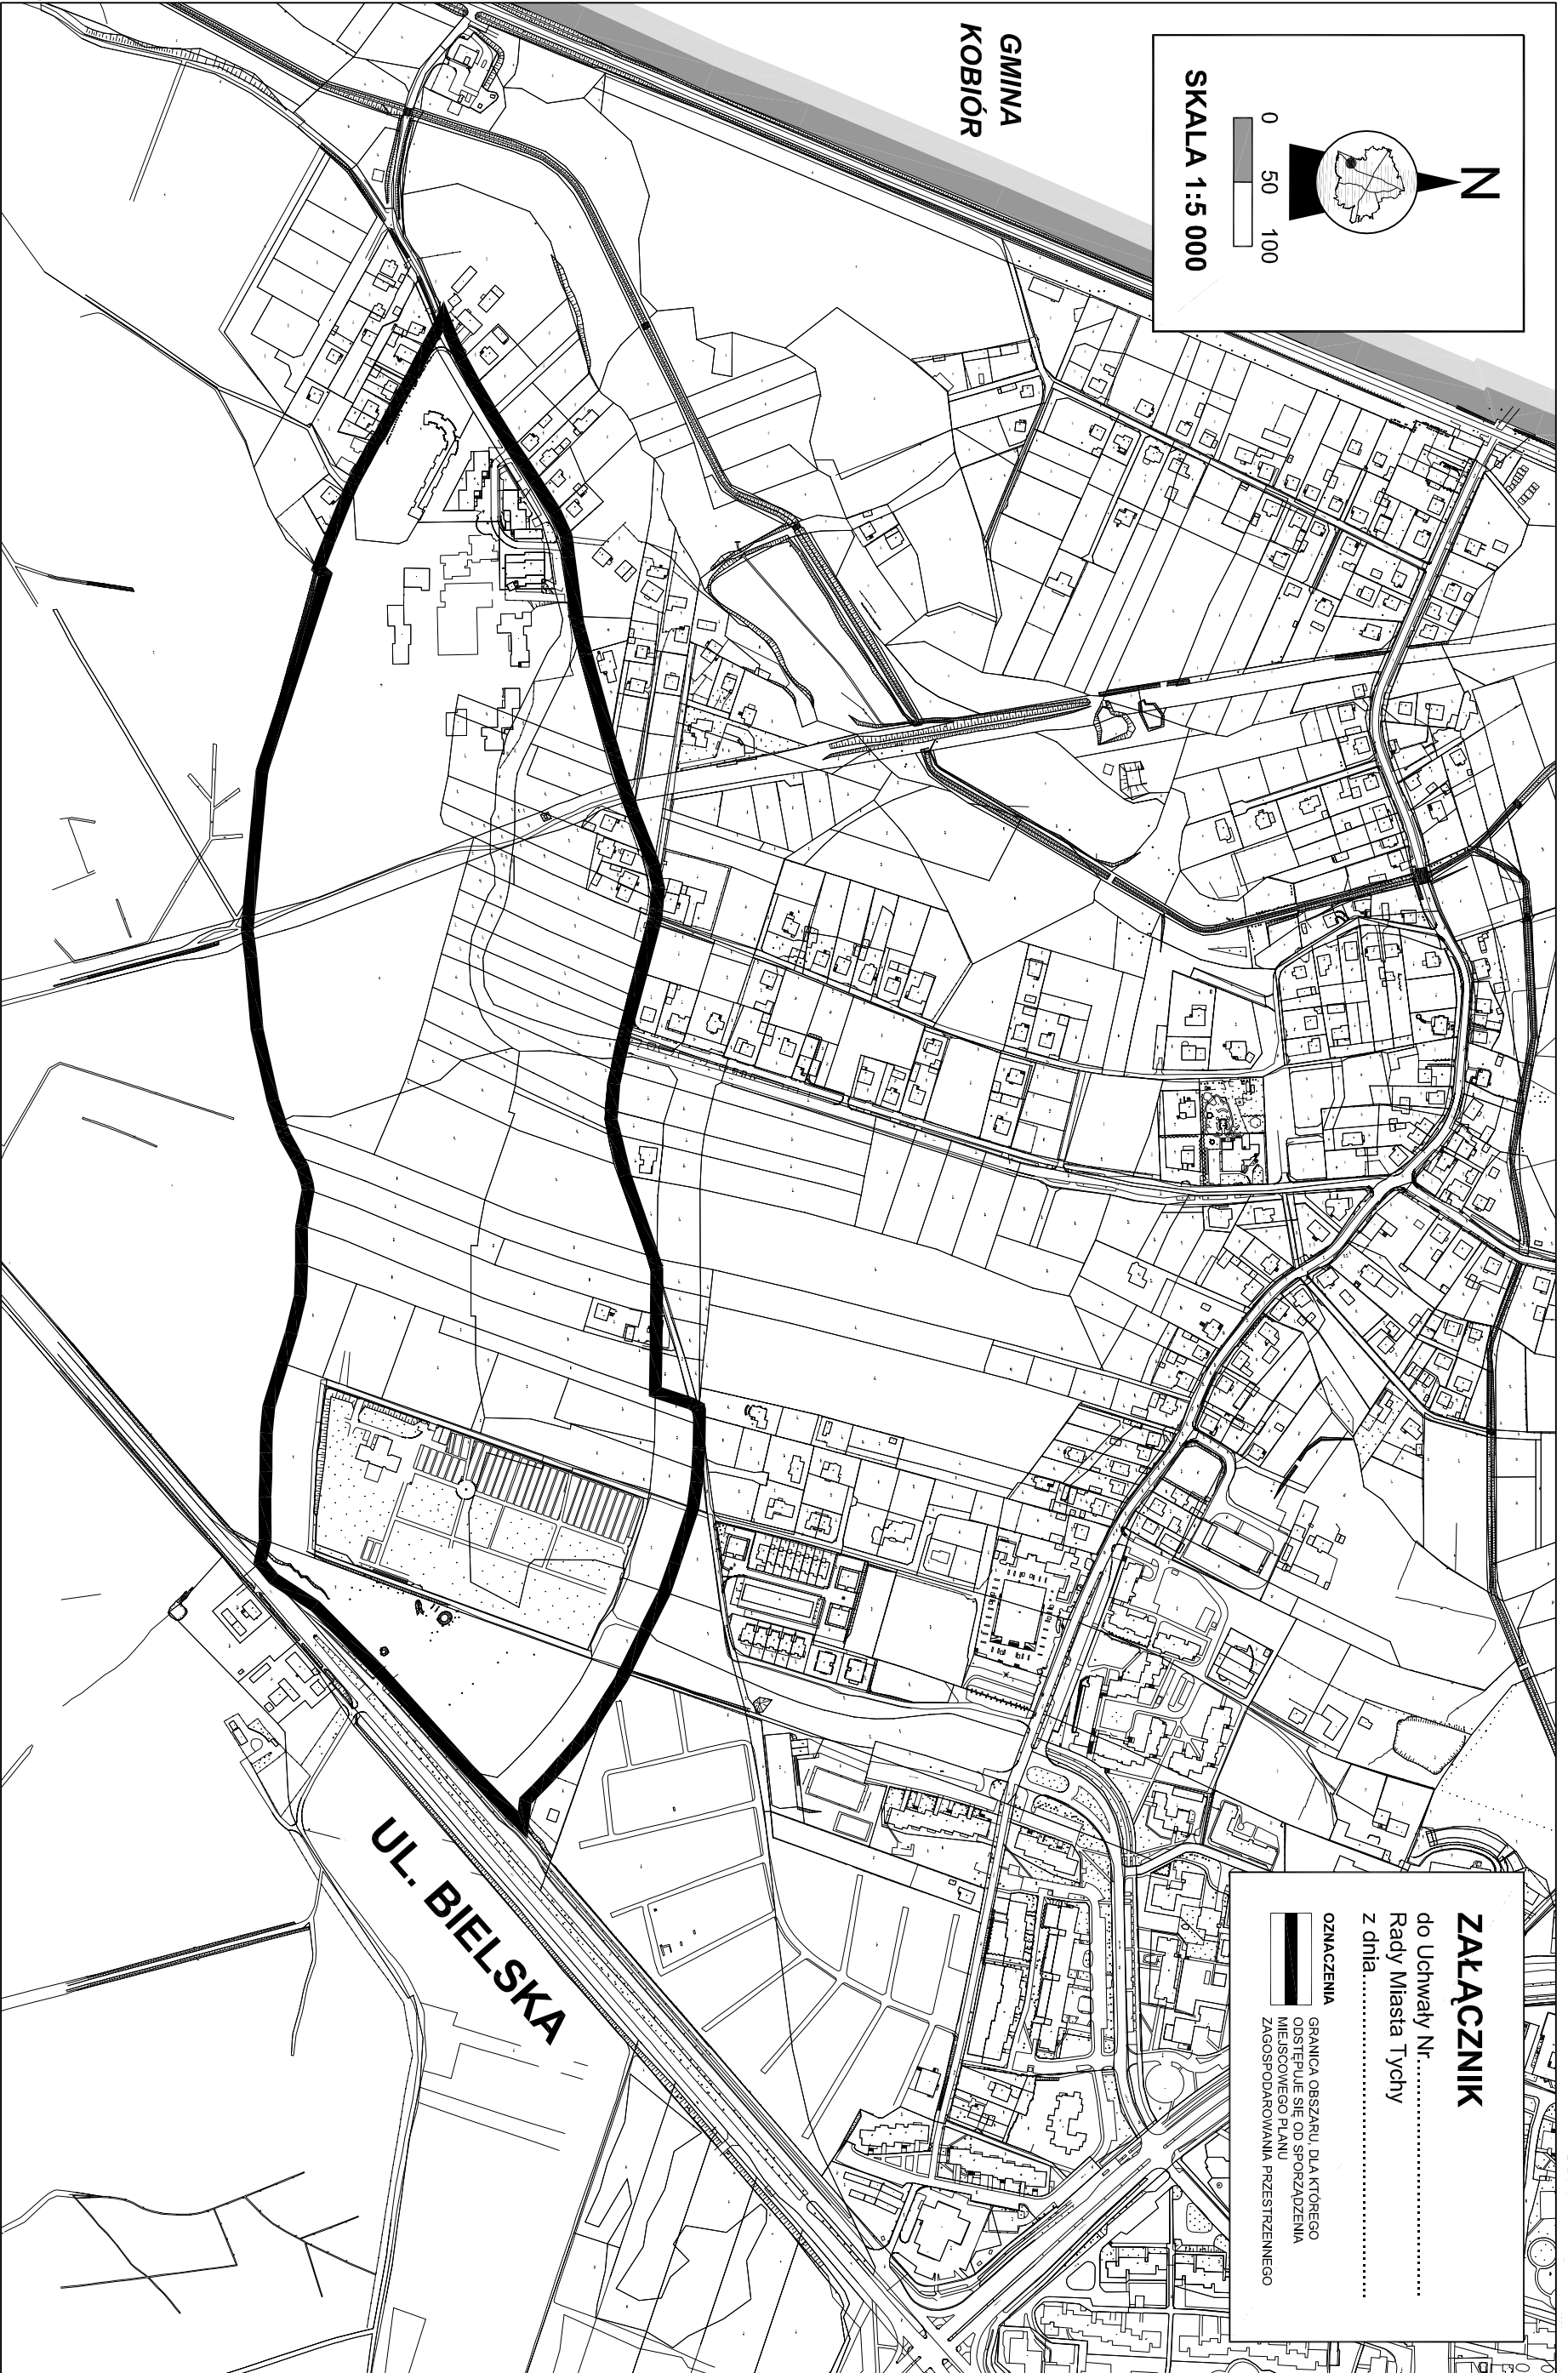 N
0 50 100
SKALA 1:5 000
GMINA
KOBIÓR
ZAŁĄCZNIK
do Uchwały Nr..................................
Rady Miasta Tychy
z dnia...............................................
OZNACZENIA
GRANICA OBSZARU, DLA KTÓREGO
ODSTĘPUJE SIĘ OD SPORZĄDZENIA
MIEJSCOWEGO PLANU
ZAGOSPODAROWANIA PRZESTRZENNEGO
UL. BIELSKA